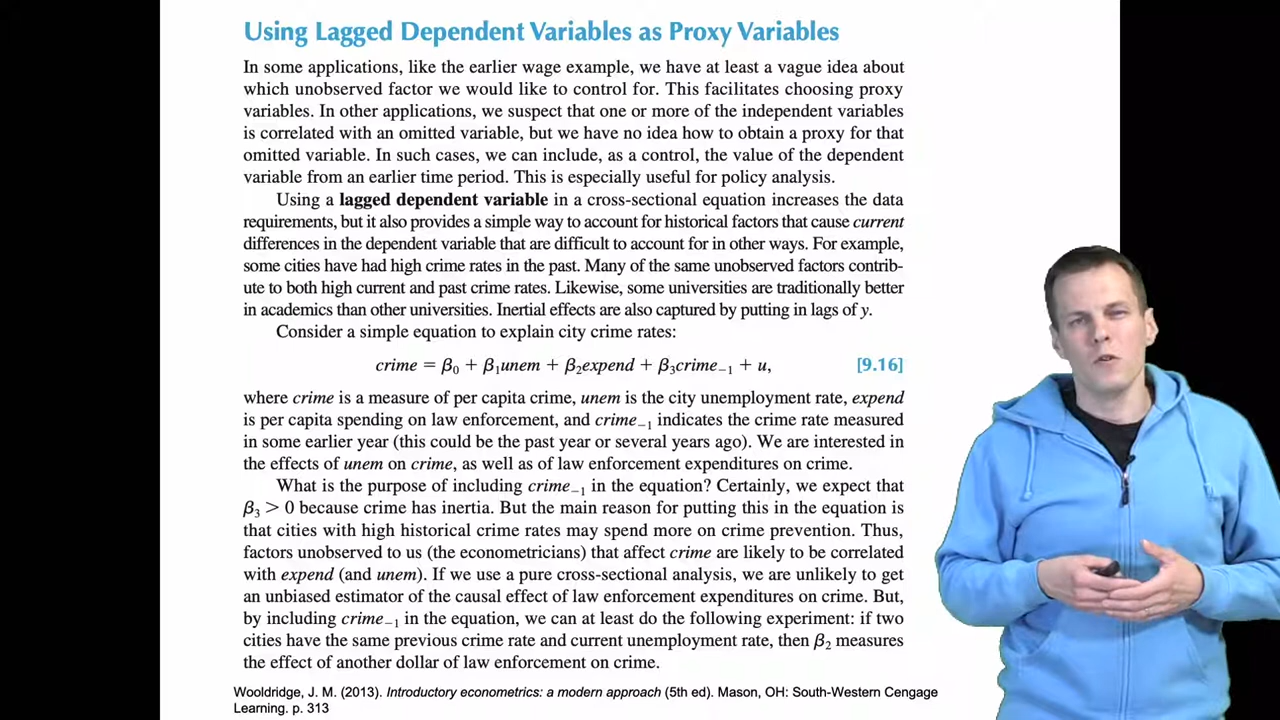 Using Lagged Dependent Variables as Proxy Variables
In some applications, like the earlier wage example, we have at least a vague idea about
which unobserved factor we would like to control for. This facilitates choosing proxy
variables. In other applications, we suspect that one or more of the independent variables
is correlated with an omitted variable, but we have no idea how to obtain a proxy for that
omitted variable. In such cases, we can include, as a control, the value of the dependent
variable from an earlier time period. This is especially useful for policy analysis.
Using a lagged dependent variable in a cross-sectional equation increases the data
requirements, but it also provides a simple way to account for historical factors that cause current
differences in the dependent variable that are difficult to account for in other ways. For example,
some cities have had high crime rates in the past. Many of the same unobserved factors contrib-
ute to both high current and past crime rates. Likewise, some universities are traditionally better
in academics than other universities. Inertial effects are also captured by putting in lags of y.
Consider a simple equation to explain city crime rates:
crime = β₀ + β₁unem + β₂expend + β₃crime₋₁ + u, [9.16]
where crime is a measure of per capita crime, unem is the city unemployment rate, expend
is per capita spending on law enforcement, and crime₋₁ indicates the crime rate measured
in some earlier year (this could be the past year or several years ago). We are interested in
the effects of unem on crime, as well as of law enforcement expenditures on crime.
What is the purpose of including crime₋₁ in the equation? Certainly, we expect that
β₃ > 0 because crime has inertia. But the main reason for putting this in the equation is
that cities with high historical crime rates may spend more on crime prevention. Thus,
factors unobserved to us (the econometricians) that affect crime are likely to be correlated
with expend (and unem). If we use a pure cross-sectional analysis, we are unlikely to get
an unbiased estimator of the causal effect of law enforcement expenditures on crime. But,
by including crime₋₁ in the equation, we can at least do the following experiment: if two
cities have the same previous crime rate and current unemployment rate, then β₂ measures
the effect of another dollar of law enforcement on crime.
Wooldridge, J. M. (2013). Introductory econometrics: a modern approach (5th ed). Mason, OH: South-Western Cengage
Learning. p. 313